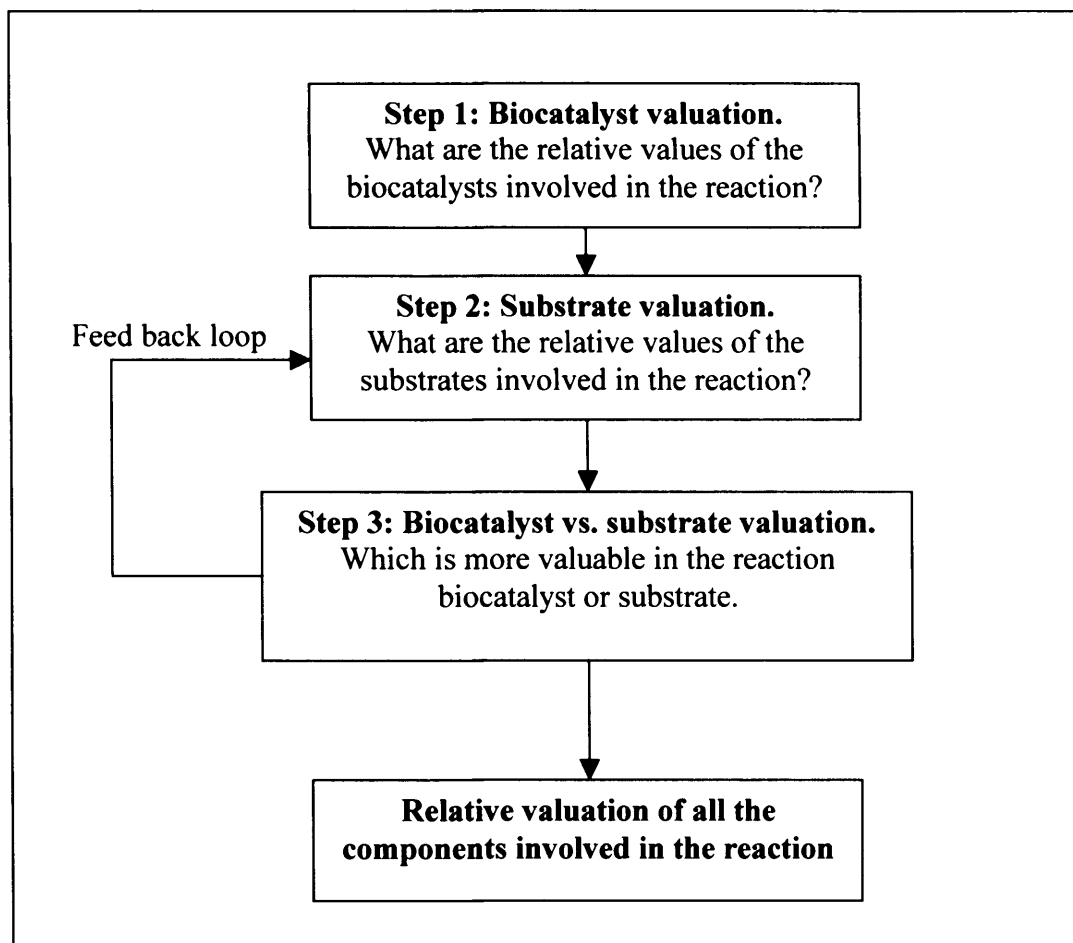 Step 1: Biocatalyst valuation.
What are the relative values of the
biocatalysts involved in the reaction?
Step 2: Substrate valuation.
What are the relative values of the
substrates involved in the reaction?
Feed back loop
Step 3: Biocatalyst vs. substrate valuation.
Which is more valuable in the reaction
biocatalyst or substrate.
Relative valuation of all the
components involved in the reaction